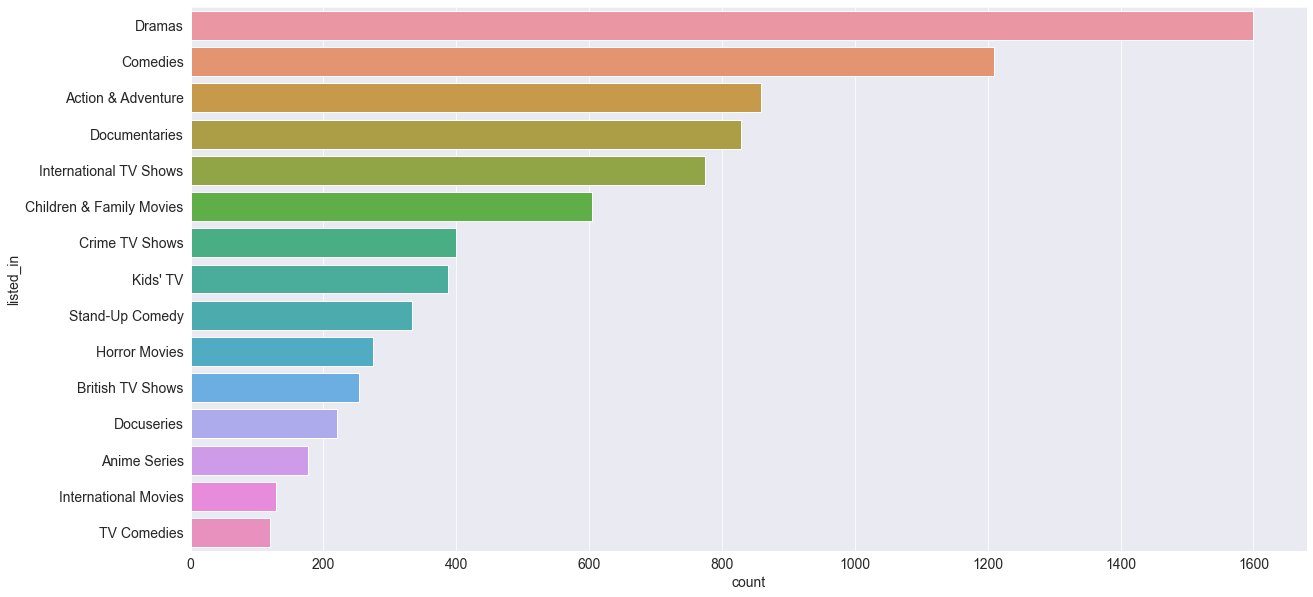 Dramas
Comedies
Action & Adventure
Documentaries
International TV Shows
Children & Family Movies
Crime TV Shows
Kids' TV
Stand-Up Comedy
Horror Movies
British TV Shows
Docuseries
Anime Series
International Movies
TV Comedies
listed_in
0 200 400 600 800 1000 1200 1400 1600
count